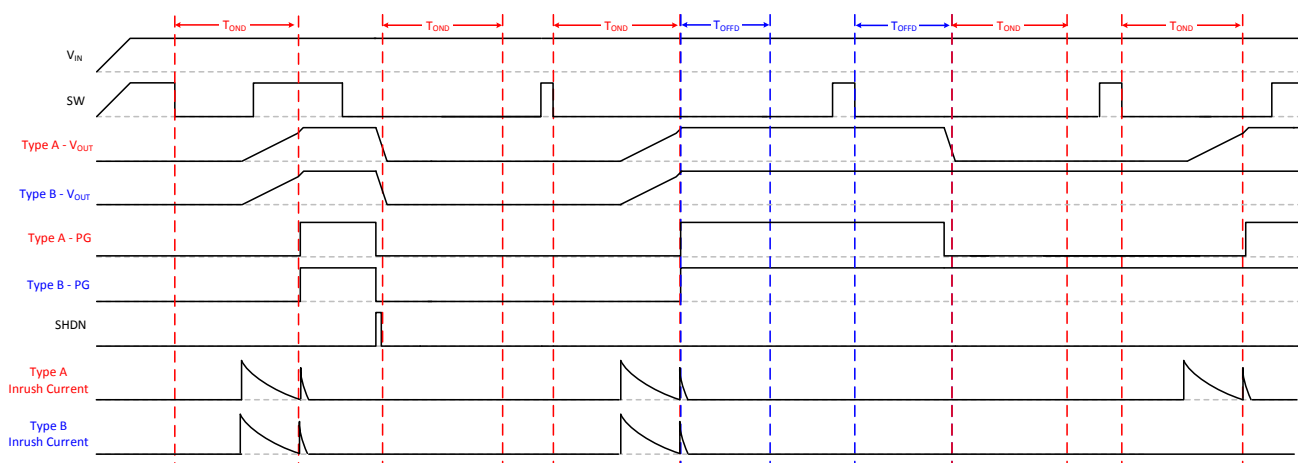 TOND TOND TOND TOFFD TOFFD TOND TOND
VIN
SW
Type A - VOUT
Type B - VOUT
Type A - PG
Type B - PG
SHDN
Type A
Inrush Current
Type B
Inrush Current